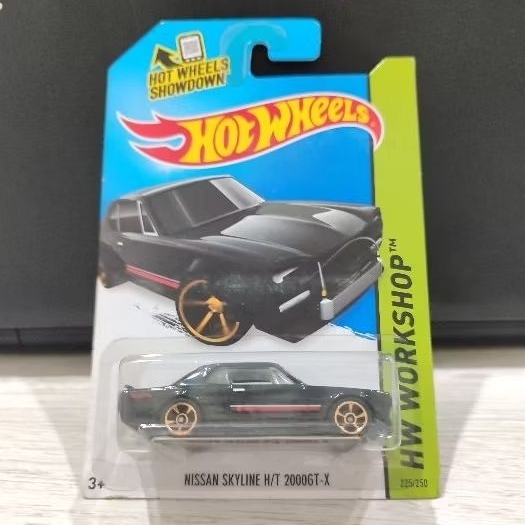 HOT WHEELS
SHOWDOWN
HOT WHEELS
HW WORKSHOP™
3+
NISSAN SKYLINE H/T 2000GT-X
225/250